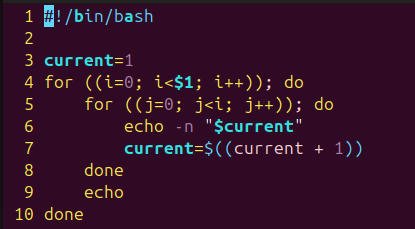 1 #!/bin/bash
2
3 current=1
4 for ((i=0; i<$1; i++)); do
5     for ((j=0; j<i; j++)); do
6         echo -n "$current"
7         current=$((current + 1))
8     done
9     echo
10 done